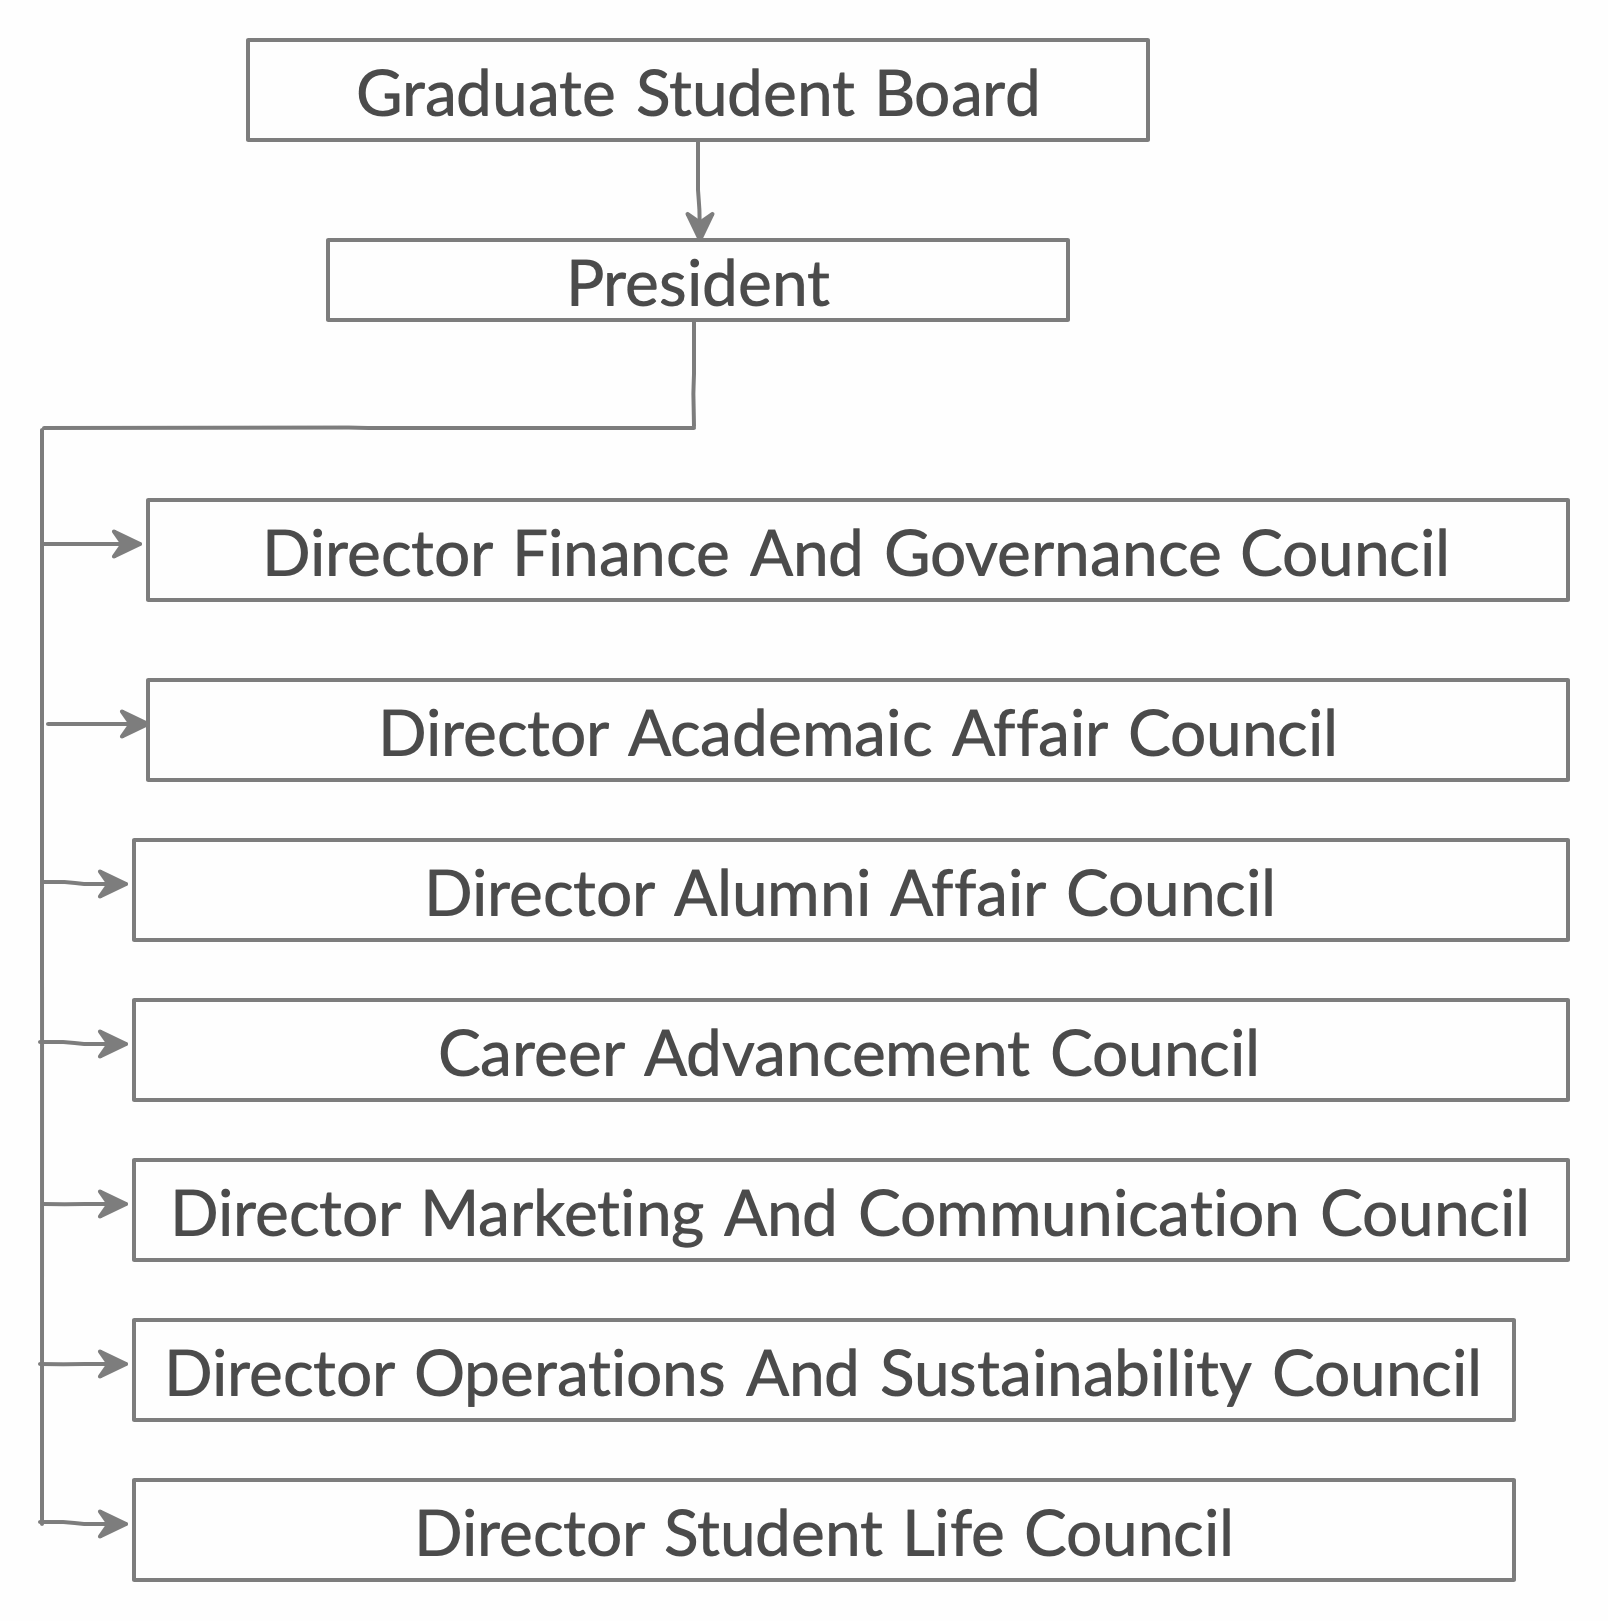 Graduate Student Board
President
Director Finance And Governance Council
Director Academaic Affair Council
Director Alumni Affair Council
Career Advancement Council
Director Marketing And Communication Council
Director Operations And Sustainability Council
Director Student Life Council